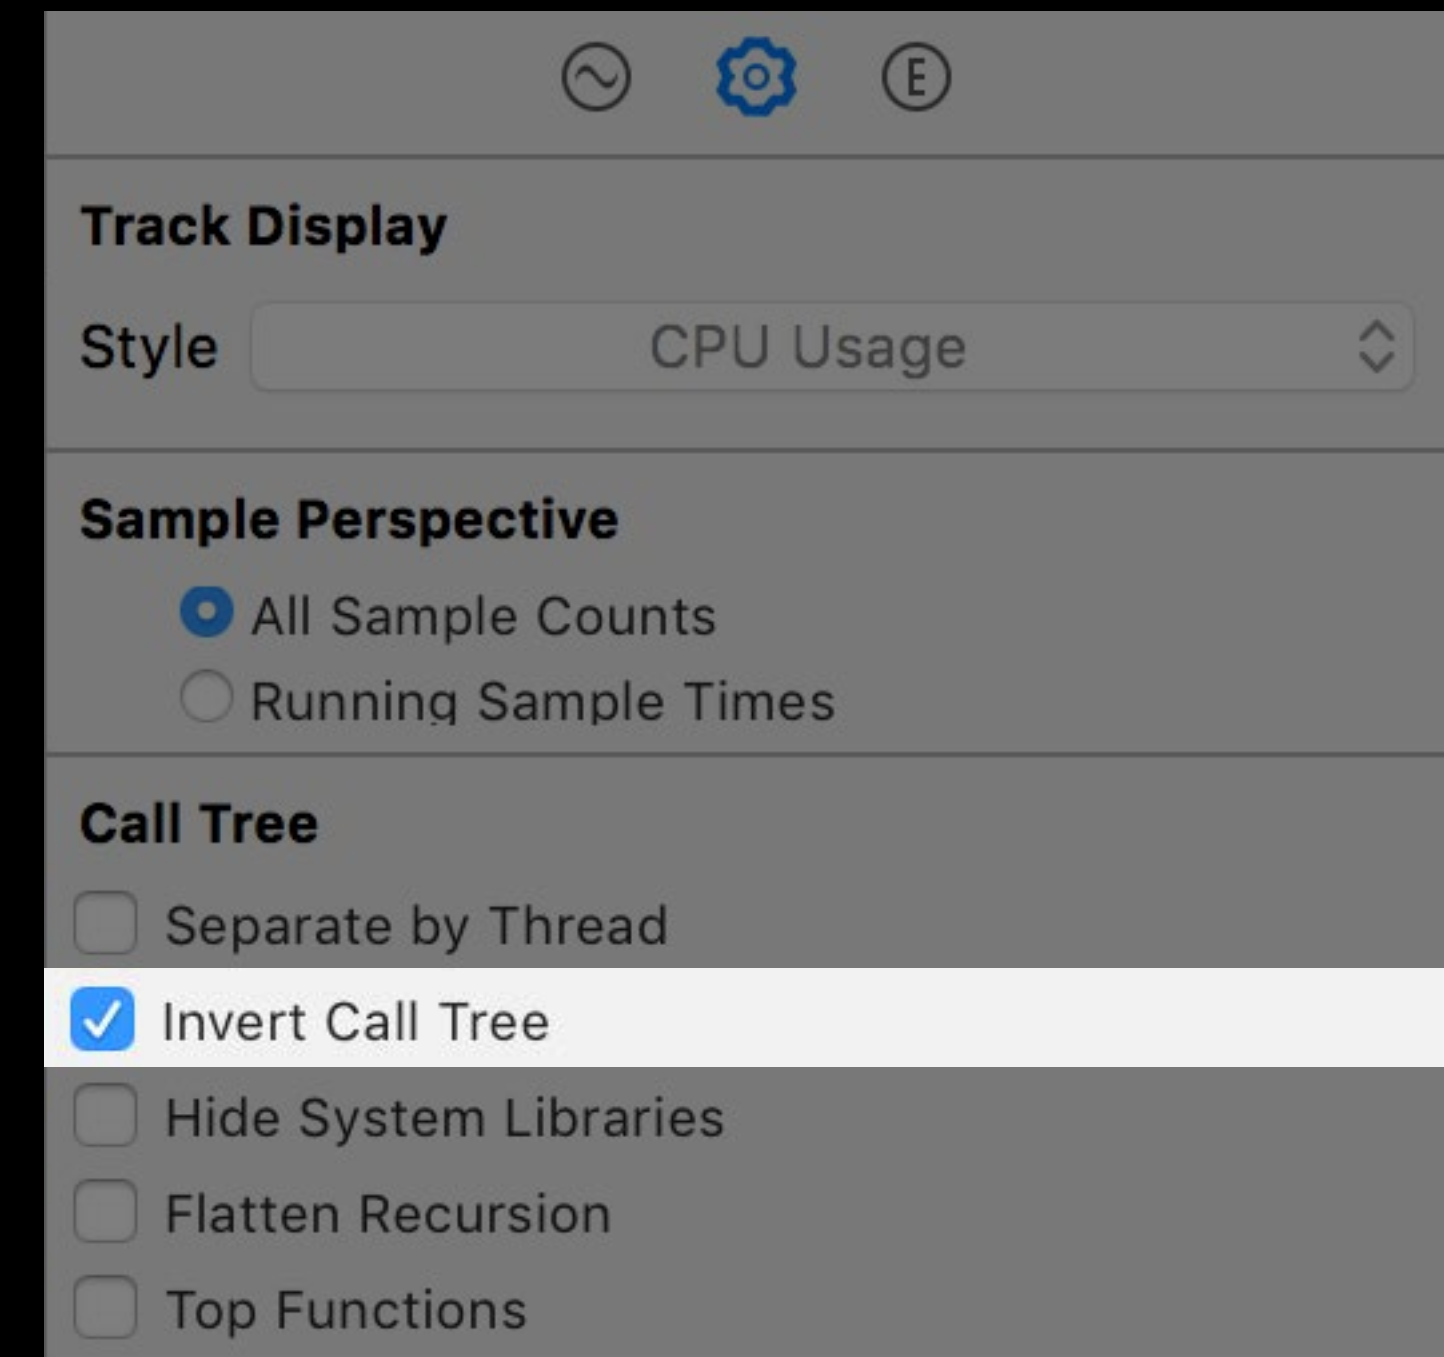 E
Track Display
Style CPU Usage
Sample Perspective
All Sample Counts
Running Sample Times
Call Tree
Separate by Thread
Invert Call Tree
Hide System Libraries
Flatten Recursion
Top Functions